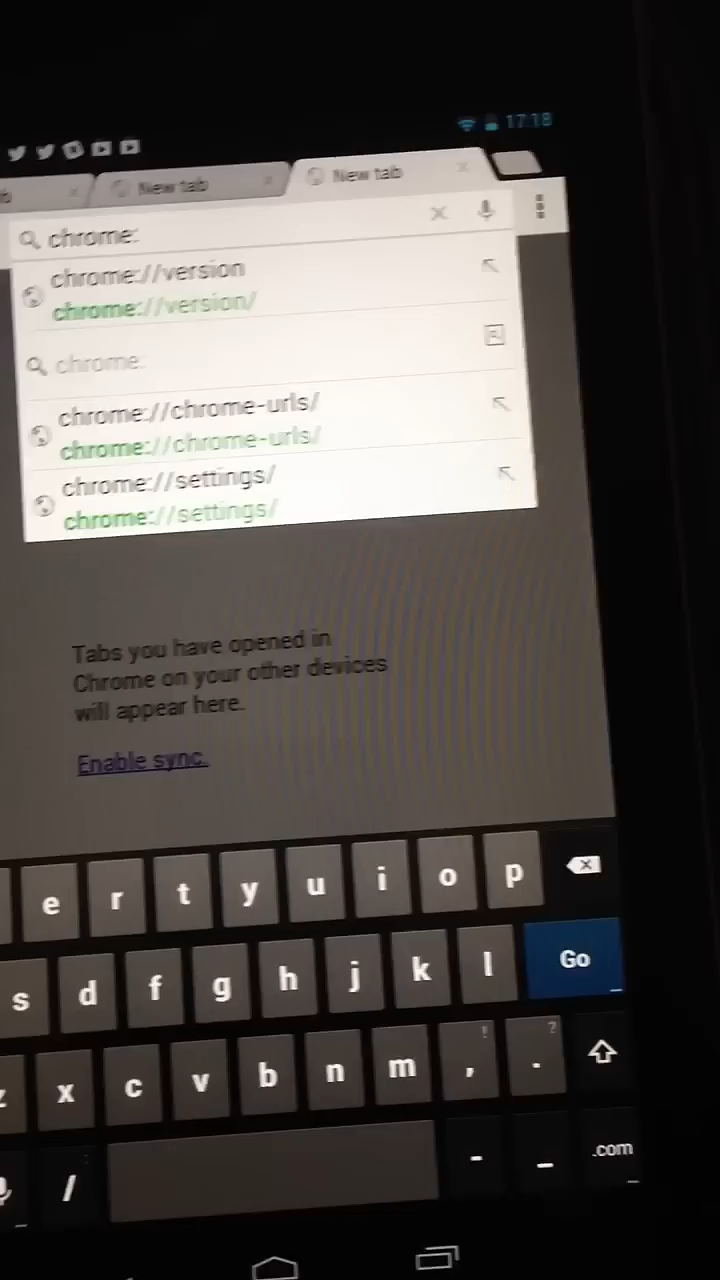 17:18
New tab
New tab
chrome:
chrome://version
chrome://version/
chrome:
chrome://chrome-urls/
chrome://chrome-urls/
chrome://settings/
chrome://settings/
Tabs you have opened in
Chrome on your other devices
will appear here.
Enable sync.
e r t y u i o p
s d f g h j k l Go
! ?
z x c v b n m , .
/ - _ .com